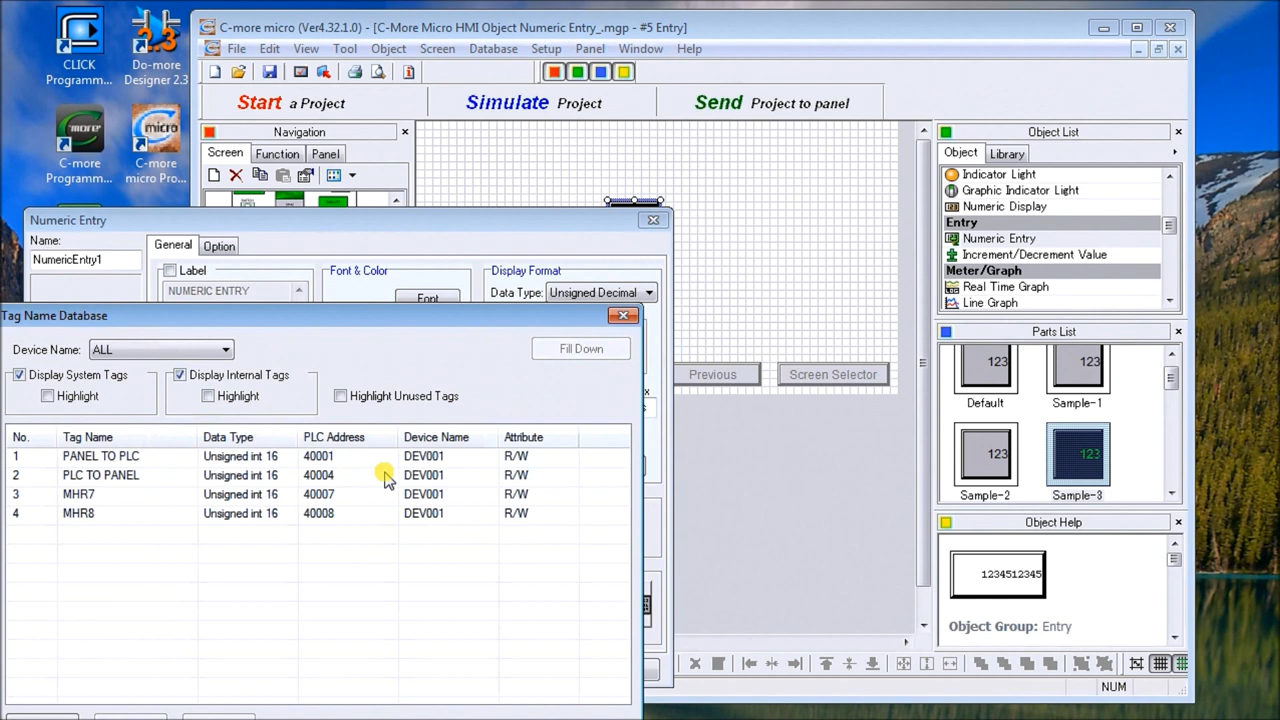 CLICK
Programm...
Do-more
Designer 2.3
C-more
Programm...
C-more
micro Pro...
C-more micro (Ver4.32.1.0) - [C-More Micro HMI Object Numeric Entry_.mgp - #5 Entry]
File Edit View Tool Object Screen Database Setup Panel Window Help
Start a Project
Simulate Project
Send Project to panel
Navigation
Screen Function Panel
Object List
Object Library
Indicator Light
Graphic Indicator Light
Numeric Display
Entry
Numeric Entry
Increment/Decrement Value
Meter/Graph
Real Time Graph
Line Graph
Previous
Screen Selector
Parts List
123
Default
123
Sample-1
123
Sample-2
123
Sample-3
Object Help
1234512345
Object Group: Entry
NUM
Numeric Entry
Name:
NumericEntry1
General Option
Label
NUMERIC ENTRY
Font & Color
Font
Display Format
Data Type: Unsigned Decimal
Tag Name Database
Device Name: ALL
Fill Down
Display System Tags
Highlight
Display Internal Tags
Highlight
Highlight Unused Tags
No. Tag Name Data Type PLC Address Device Name Attribute
1 PANEL TO PLC Unsigned int 16 40001 DEV001 R/W
2 PLC TO PANEL Unsigned int 16 40004 DEV001 R/W
3 MHR7 Unsigned int 16 40007 DEV001 R/W
4 MHR8 Unsigned int 16 40008 DEV001 R/W